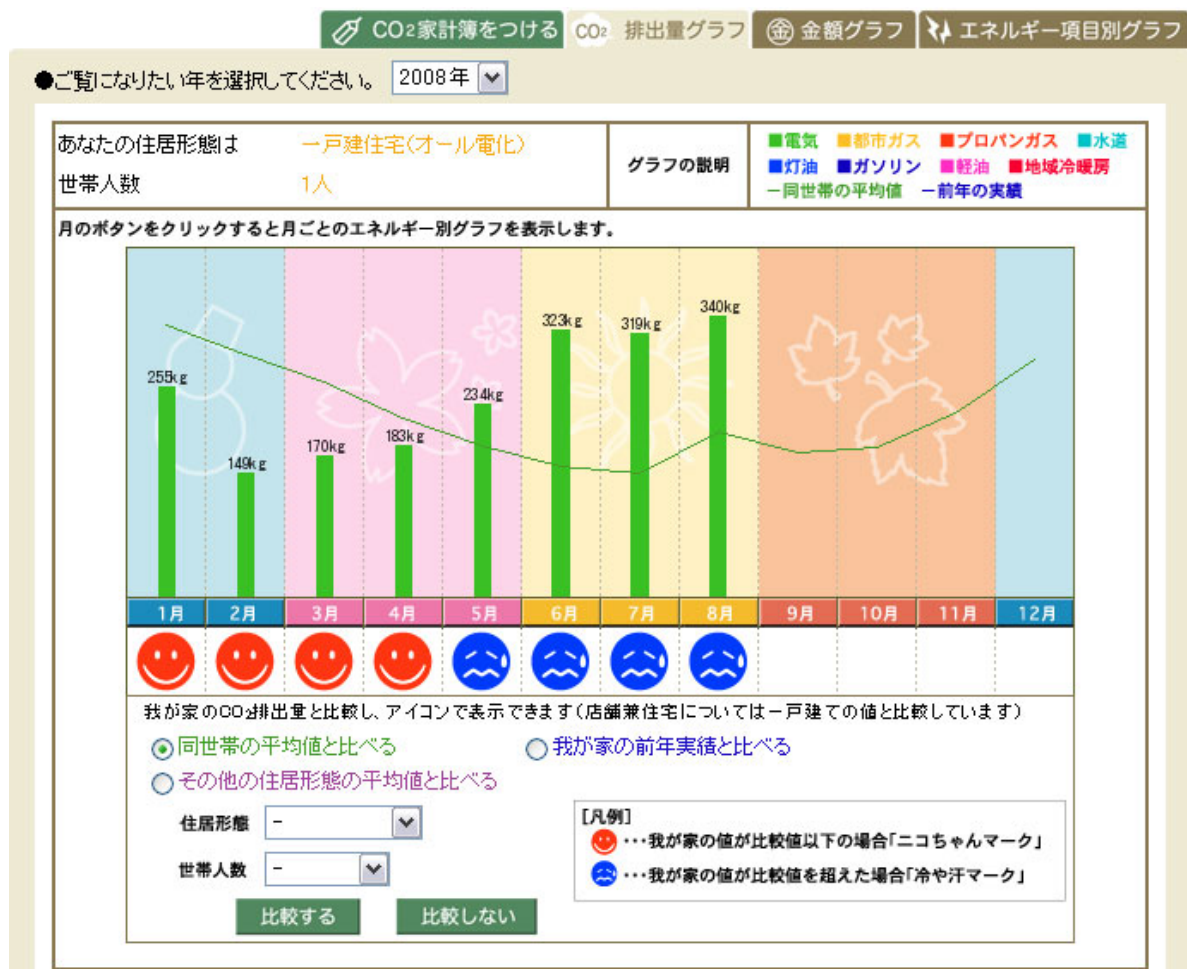 CO2家計簿をつける CO2 排出量グラフ 金 金額グラフ エネルギー項目別グラフ
●ご覧になりたい年を選択してください。 2008年
あなたの住居形態は 一戸建住宅(オール電化)
世帯人数 1人
グラフの説明
■電気 ■都市ガス ■プロパンガス ■水道
■灯油 ■ガソリン ■軽油 ■地域冷暖房
－同世帯の平均値 －前年の実績
月のボタンをクリックすると月ごとのエネルギー別グラフを表示します。
255kg 149kg 170kg 183kg 234kg 323kg 319kg 340kg
1月 2月 3月 4月 5月 6月 7月 8月 9月 10月 11月 12月
我が家のCO2排出量と比較し、アイコンで表示できます(店舗兼住宅については一戸建ての値と比較しています)
同世帯の平均値と比べる 我が家の前年実績と比べる
その他の住居形態の平均値と比べる
住居形態 -
世帯人数 -
比較する 比較しない
[凡例]
･･･我が家の値が比較値以下の場合「ニコちゃんマーク」
･･･我が家の値が比較値を超えた場合「冷や汗マーク」